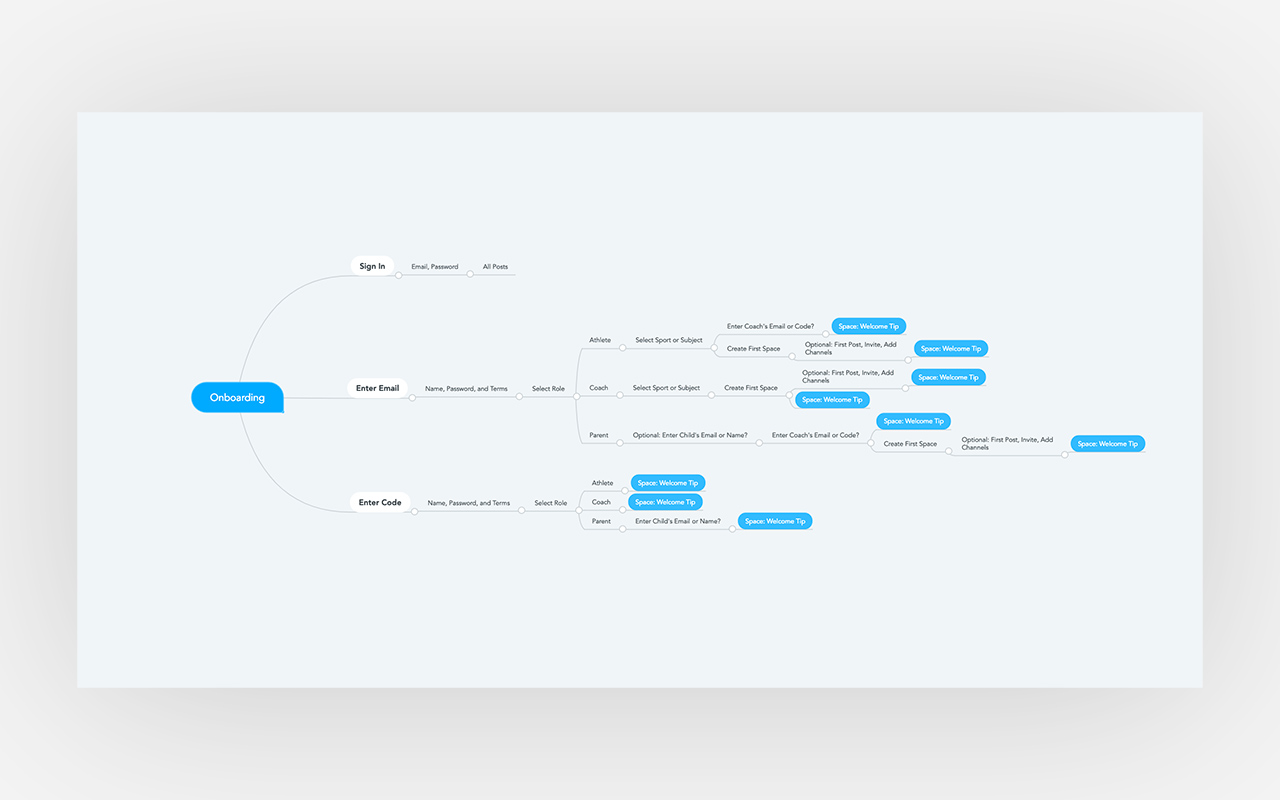 Onboarding
Sign In
Email, Password
All Posts
Enter Email
Name, Password, and Terms
Select Role
Athlete
Select Sport or Subject
Enter Coach's Email or Code?
Space: Welcome Tip
Create First Space
Optional: First Post, Invite, Add
Channels
Space: Welcome Tip
Coach
Select Sport or Subject
Create First Space
Optional: First Post, Invite, Add
Channels
Space: Welcome Tip
Space: Welcome Tip
Parent
Optional: Enter Child's Email or Name?
Enter Coach's Email or Code?
Space: Welcome Tip
Create First Space
Optional: First Post, Invite, Add
Channels
Space: Welcome Tip
Enter Code
Name, Password, and Terms
Select Role
Athlete
Space: Welcome Tip
Coach
Space: Welcome Tip
Parent
Enter Child's Email or Name?
Space: Welcome Tip